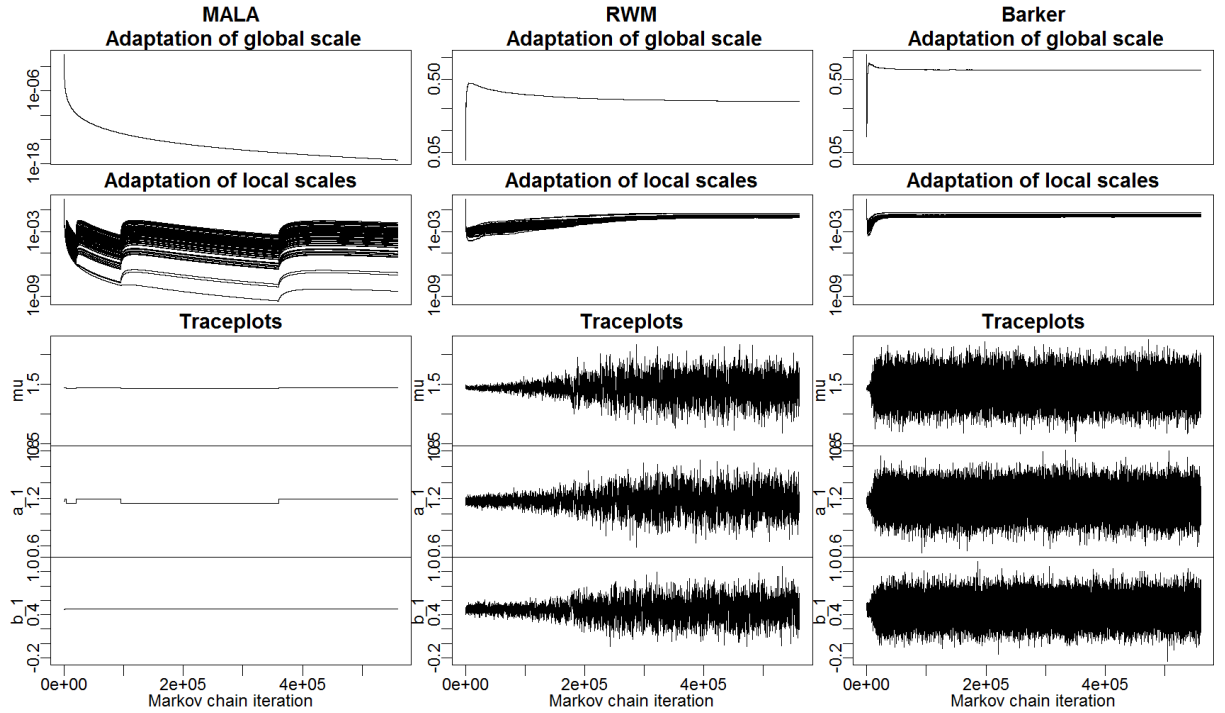 MALA
Adaptation of global scale
1e-06
1e-18
Adaptation of local scales
1e-03
1e-09
Traceplots
mu
1.5
a_1
1.2
0.6
b_1
1.0
0.4
-0.2
0e+00 2e+05 4e+05
Markov chain iteration
RWM
Adaptation of global scale
0.50
0.05
Adaptation of local scales
1e-03
1e-09
Traceplots
mu
1.5
a_1
1.2
0.6
b_1
1.0
0.4
-0.2
0e+00 2e+05 4e+05
Markov chain iteration
Barker
Adaptation of global scale
0.50
0.05
Adaptation of local scales
1e-03
1e-09
Traceplots
mu
1.5
a_1
1.2
0.6
b_1
1.0
0.4
-0.2
0e+00 2e+05 4e+05
Markov chain iteration